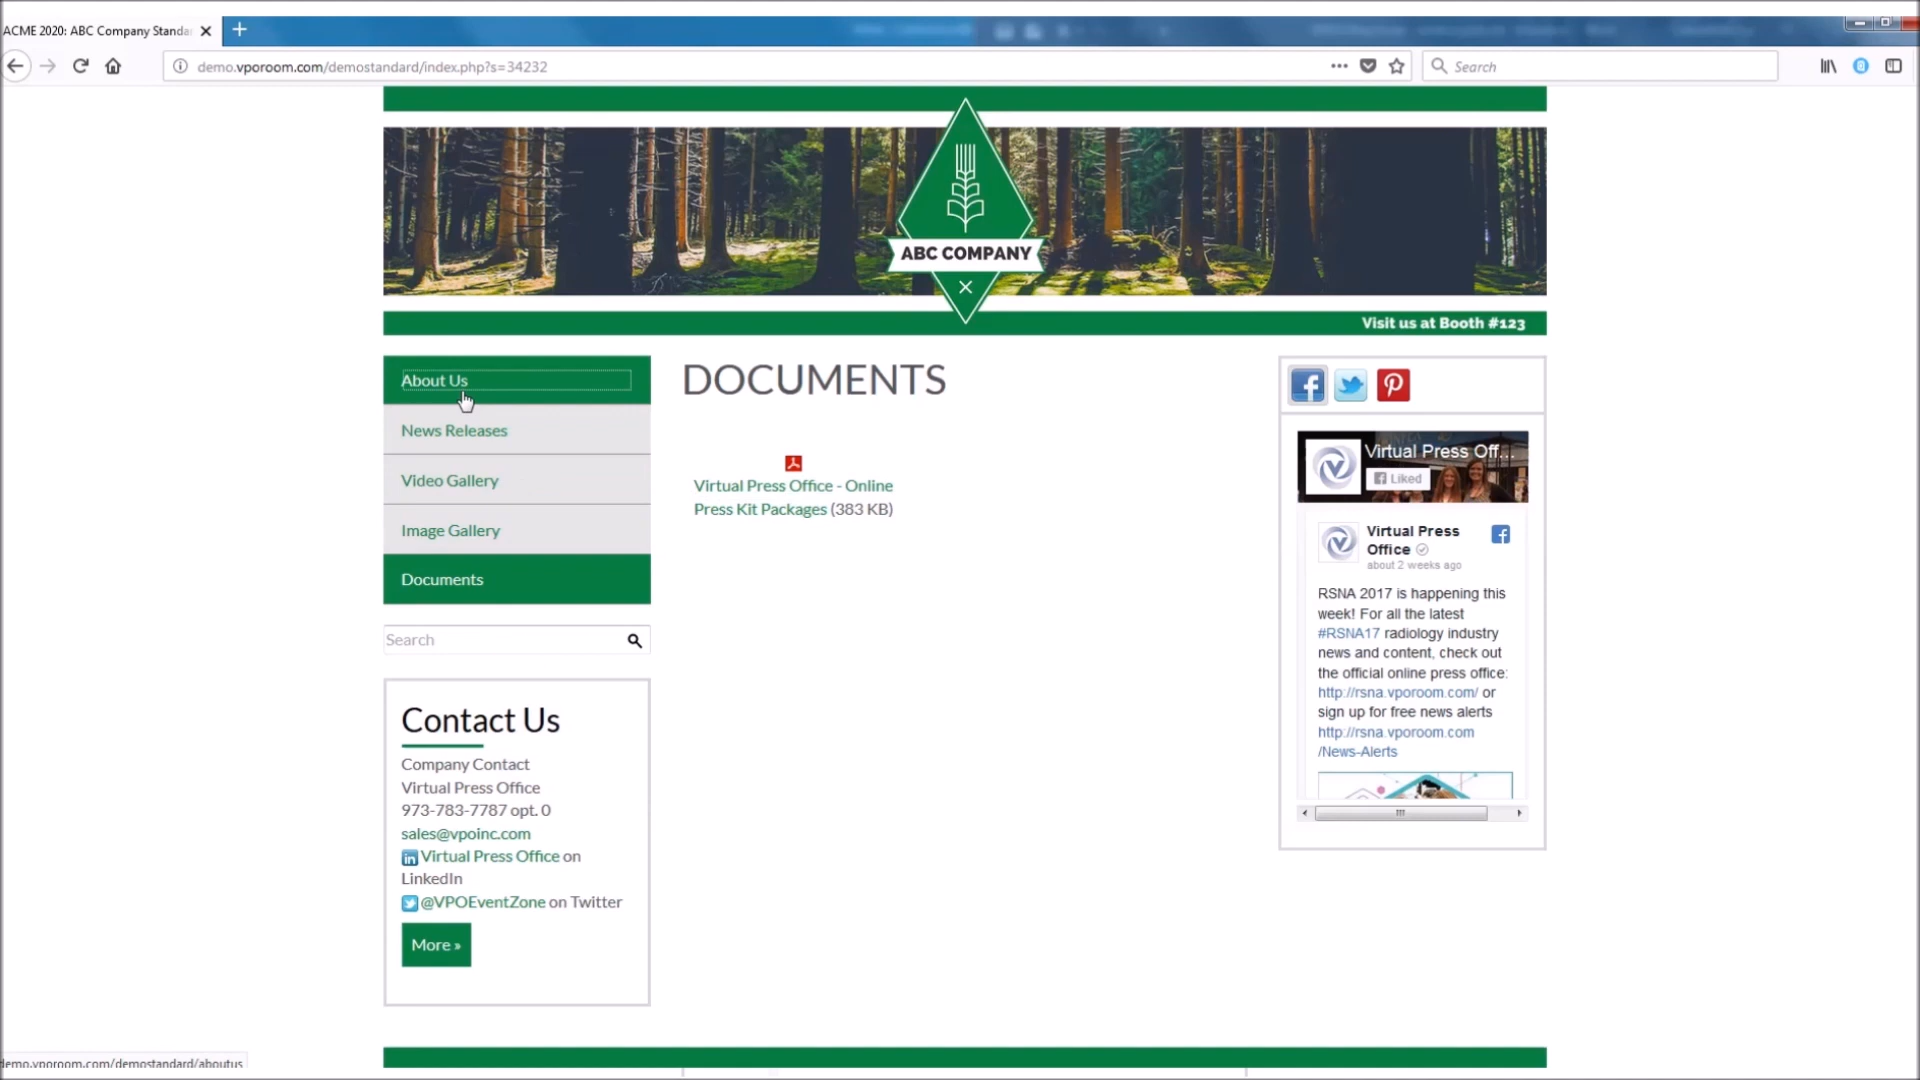 ACME 2020: ABC Company Standa
demo.vporoom.com/demostandard/index.php?s=34232
Search
ABC COMPANY
Visit us at Booth #123
About Us
News Releases
Video Gallery
Image Gallery
Documents
Search
Contact Us
Company Contact
Virtual Press Office
973-783-7787 opt. 0
sales@vpoinc.com
Virtual Press Office on
LinkedIn
@VPOEventZone on Twitter
More »
DOCUMENTS
Virtual Press Office - Online
Press Kit Packages (383 KB)
Virtual Press Off...
Liked
Virtual Press
Office
about 2 weeks ago
RSNA 2017 is happening this
week! For all the latest
#RSNA17 radiology industry
news and content, check out
the official online press office:
http://rsna.vporoom.com/ or
sign up for free news alerts
http://rsna.vporoom.com
/News-Alerts
demo.vporoom.com/demostandard/aboutus